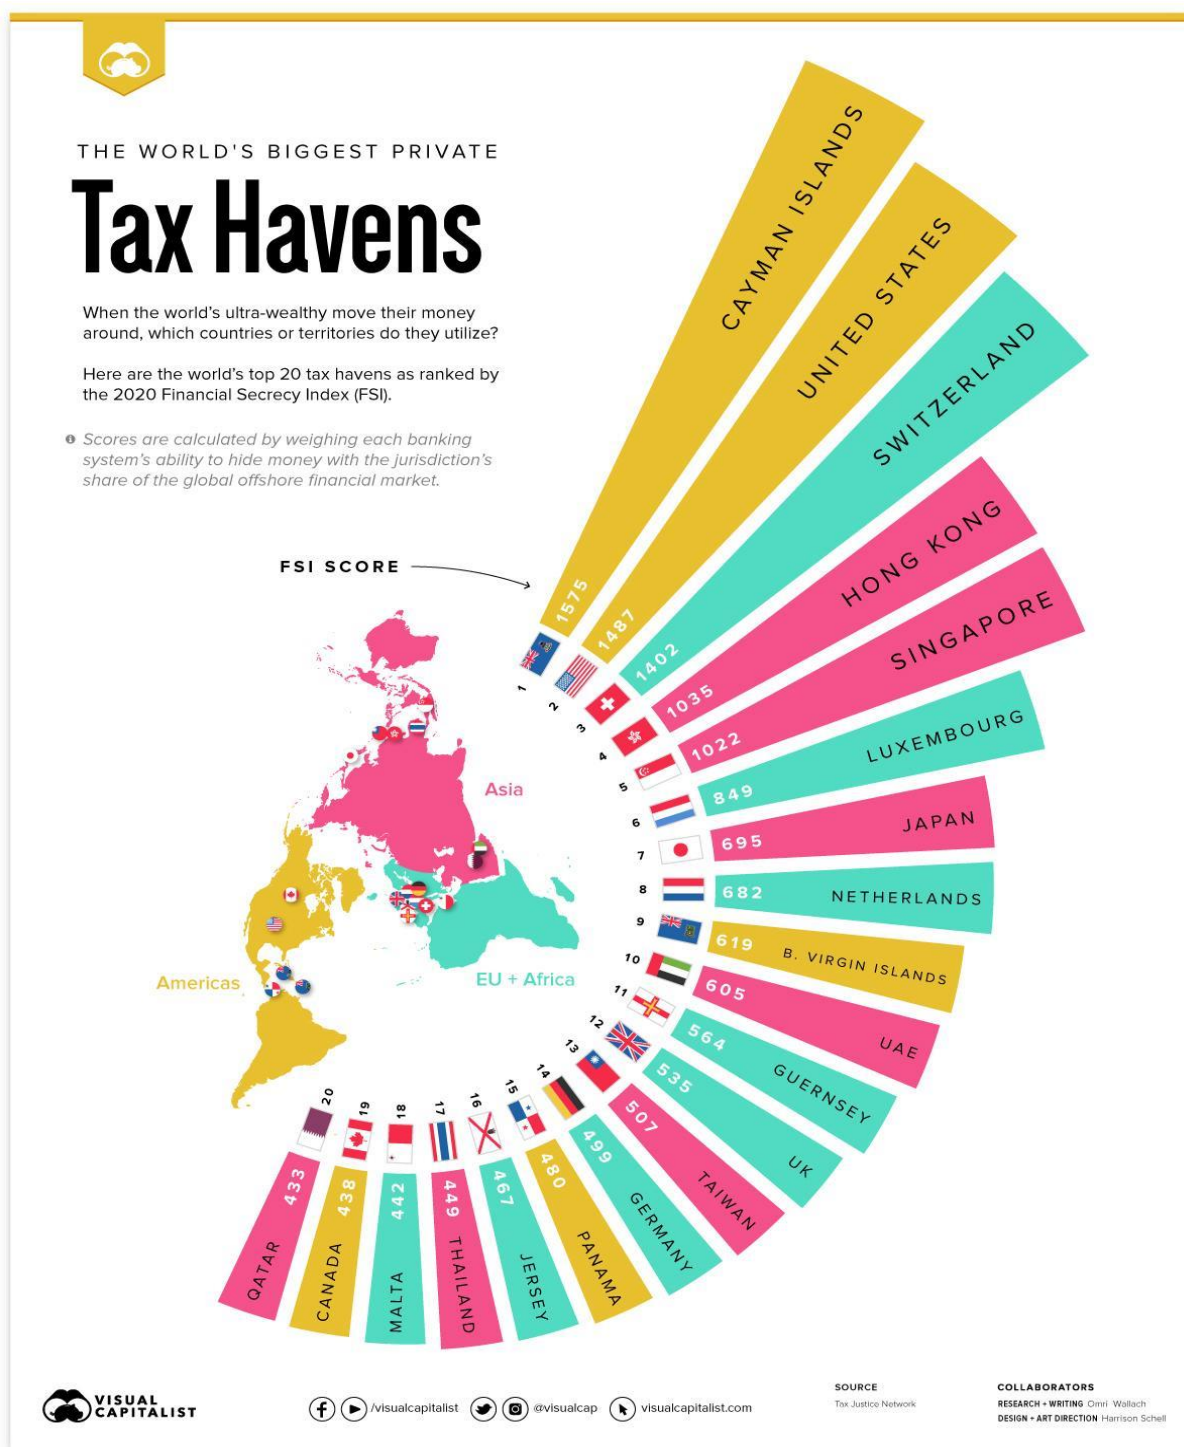 THE WORLD'S BIGGEST PRIVATE
Tax Havens
When the world's ultra-wealthy move their money
around, which countries or territories do they utilize?
Here are the world's top 20 tax havens as ranked by
the 2020 Financial Secrecy Index (FSI).
Scores are calculated by weighing each banking
system's ability to hide money with the jurisdiction's
share of the global offshore financial market.
FSI SCORE
1 1575 CAYMAN ISLANDS
2 1487 UNITED STATES
3 1402 SWITZERLAND
4 1035 HONG KONG
5 1022 SINGAPORE
6 849 LUXEMBOURG
7 695 JAPAN
8 682 NETHERLANDS
9 619 B. VIRGIN ISLANDS
10 605 UAE
11 564 GUERNSEY
12 535 UK
13 507 TAIWAN
14 499 GERMANY
15 480 PANAMA
16 467 JERSEY
17 449 THAILAND
18 442 MALTA
19 438 CANADA
20 433 QATAR
Asia
Americas
EU + Africa
VISUAL
CAPITALIST
/visualcapitalist
@visualcap
visualcapitalist.com
SOURCE
Tax Justice Network
COLLABORATORS
RESEARCH + WRITING Omri Wallach
DESIGN + ART DIRECTION Harrison Schell